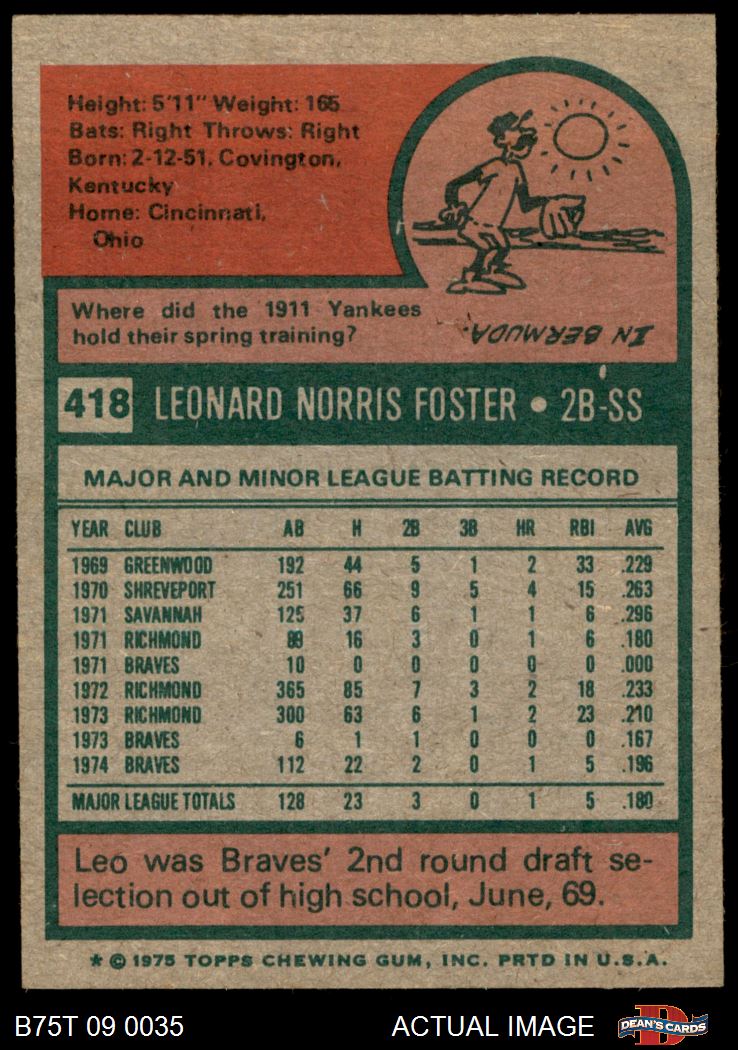 Height: 5'11" Weight: 165
Bats: Right Throws: Right
Born: 2-12-51, Covington,
Kentucky
Home: Cincinnati,
Ohio
Where did the 1911 Yankees
hold their spring training?
IN BERMUDA.
418 LEONARD NORRIS FOSTER • 2B-SS
MAJOR AND MINOR LEAGUE BATTING RECORD
YEAR CLUB AB H 2B 3B HR RBI AVG
1969 GREENWOOD 192 44 5 1 2 33 .229
1970 SHREVEPORT 251 66 9 5 4 15 .263
1971 SAVANNAH 125 37 6 1 1 6 .296
1971 RICHMOND 89 16 3 0 1 6 .180
1971 BRAVES 10 0 0 0 0 0 .000
1972 RICHMOND 365 85 7 3 2 18 .233
1973 RICHMOND 300 63 6 1 2 23 .210
1973 BRAVES 6 1 1 0 0 0 .167
1974 BRAVES 112 22 2 0 1 5 .196
MAJOR LEAGUE TOTALS 128 23 3 0 1 5 .180
Leo was Braves' 2nd round draft se-
lection out of high school, June, 69.
* © 1975 TOPPS CHEWING GUM, INC. PRTD IN U.S.A.
B75T 09 0035 ACTUAL IMAGE D DEAN'S CARDS